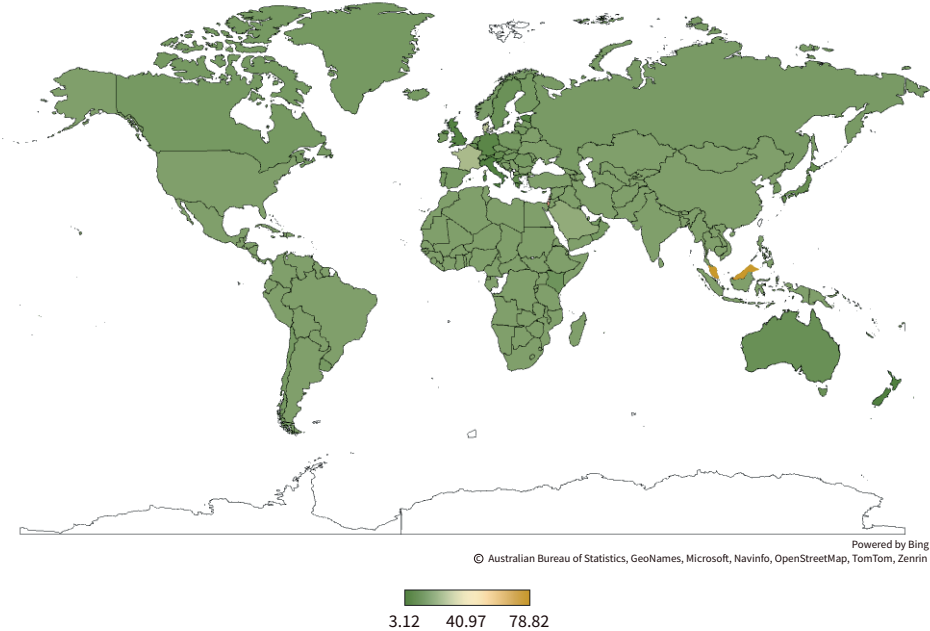 Powered by Bing
© Australian Bureau of Statistics, GeoNames, Microsoft, Navinfo, OpenStreetMap, TomTom, Zenrin
3.12 40.97 78.82